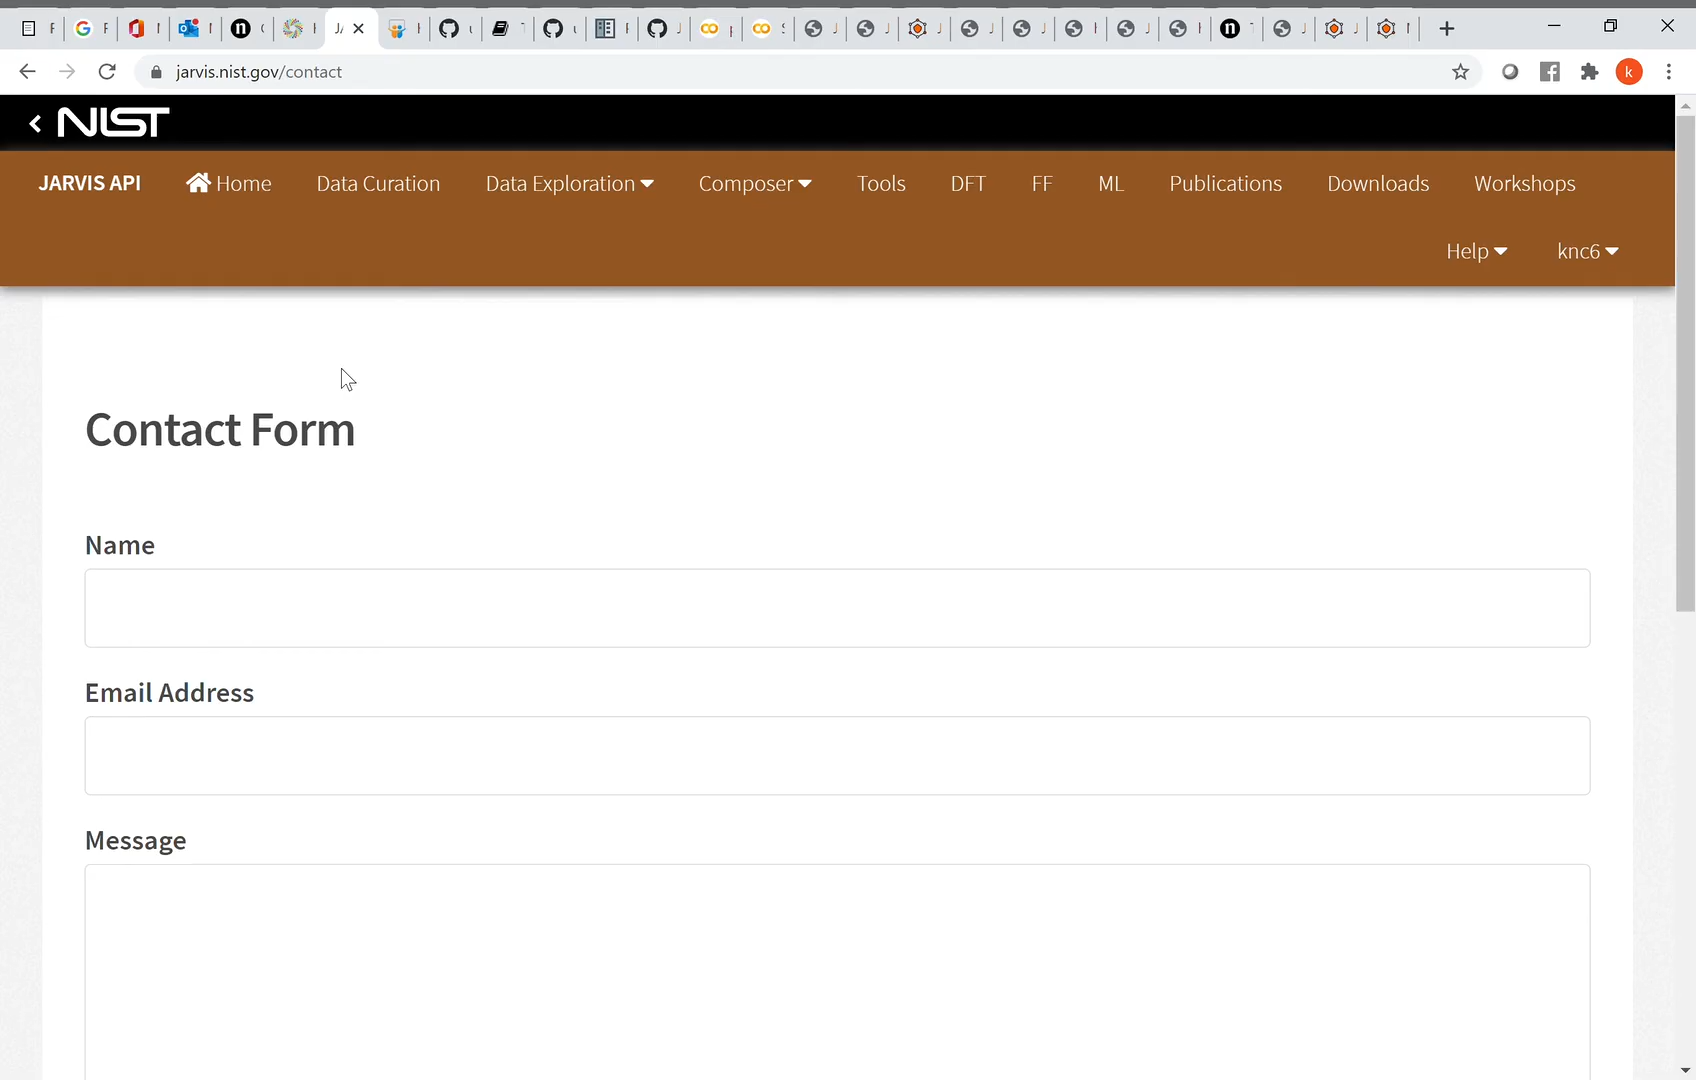 jarvis.nist.gov/contact
k
NIST
JARVIS API Home Data Curation Data Exploration Composer Tools DFT FF ML Publications Downloads Workshops
Help knc6
Contact Form
Name
Email Address
Message